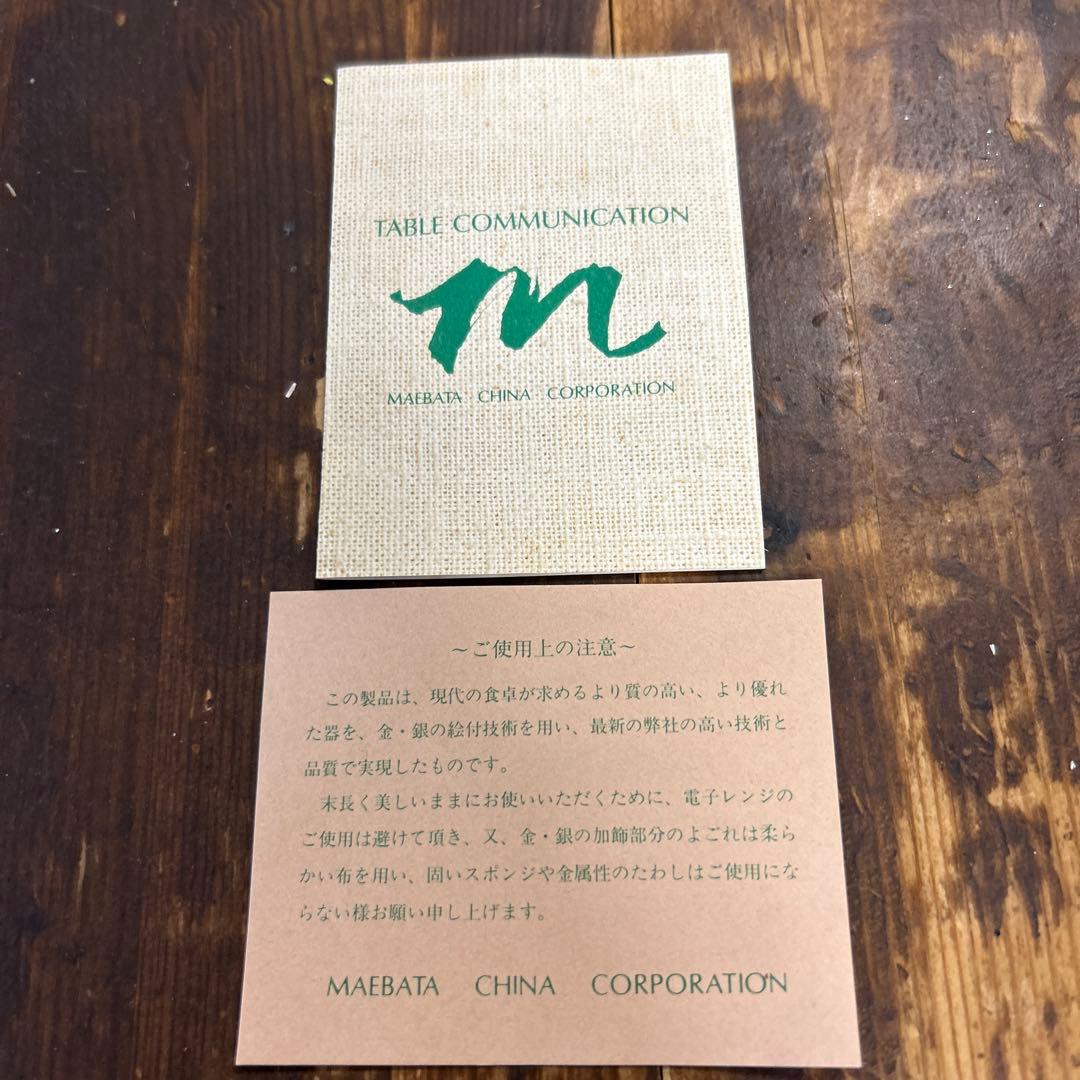 TABLE COMMUNICATION
m
MAEBATA CHINA CORPORATION
～ご使用上の注意～
この製品は、現代の食卓が求めるより質の高い、より優れ
た器を、金・銀の絵付技術を用い、最新の弊社の高い技術と
品質で実現したものです。
末長く美しいままにお使いいただくために、電子レンジの
ご使用は避けて頂き、又、金・銀の加飾部分のよごれは柔ら
かい布を用い、固いスポンジや金属性のたわしはご使用にな
らない様お願い申し上げます。
MAEBATA CHINA CORPORATION